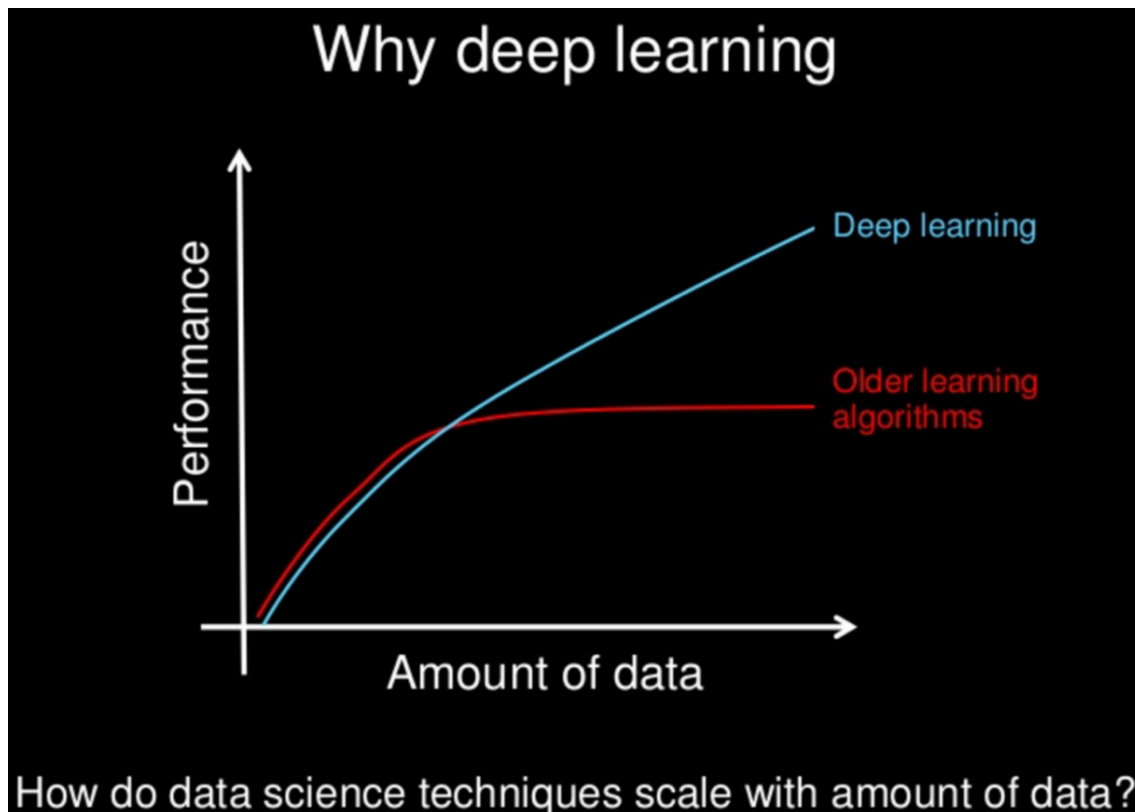 Why deep learning
Performance
Deep learning
Older learning
algorithms
Amount of data
How do data science techniques scale with amount of data?